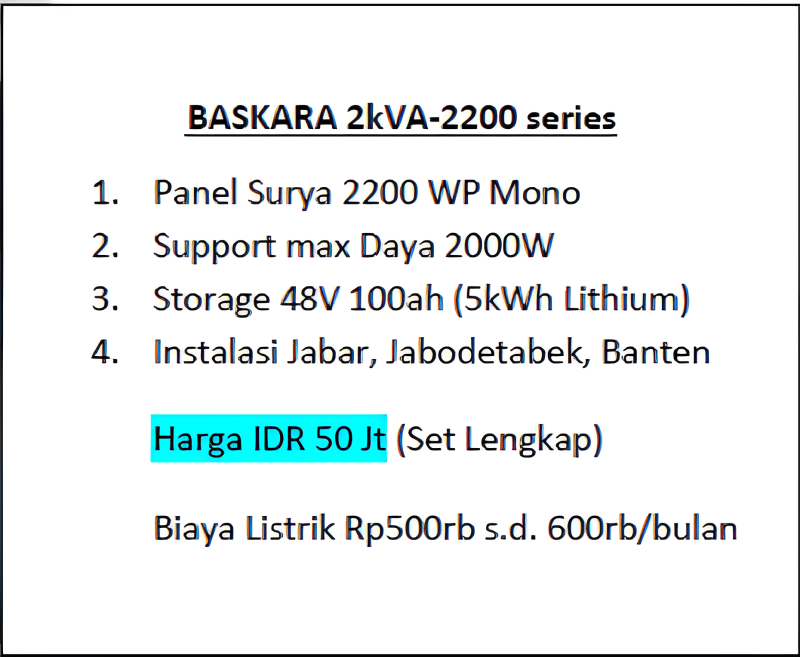 BASKARA 2kVA-2200 series
1. Panel Surya 2200 WP Mono
2. Support max Daya 2000W
3. Storage 48V 100ah (5kWh Lithium)
4. Instalasi Jabar, Jabodetabek, Banten
Harga IDR 50 Jt (Set Lengkap)
Biaya Listrik Rp500rb s.d. 600rb/bulan